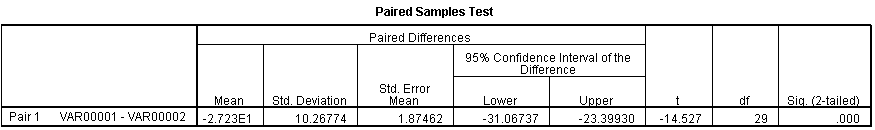 Paired Samples Test
Paired Differences
95% Confidence Interval of the
Difference
Std. Error
Mean Std. Deviation Mean Lower Upper t df Sig. (2-tailed)
Pair 1 VAR00001 - VAR00002 -2.723E1 10.26774 1.87462 -31.06737 -23.39930 -14.527 29 .000